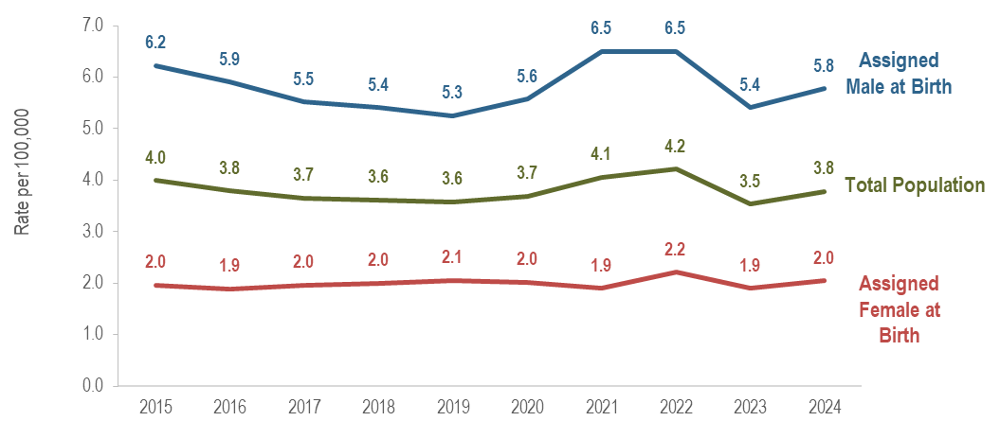 7.0
6.0
5.0
4.0
3.0
2.0
1.0
0.0
Rate per 100,000
6.2 5.9 5.5 5.4 5.3 5.6 6.5 6.5 5.4 5.8
Assigned
Male at Birth
4.0 3.8 3.7 3.6 3.6 3.7 4.1 4.2 3.5 3.8
Total Population
2.0 1.9 2.0 2.0 2.1 2.0 1.9 2.2 1.9 2.0
Assigned
Female at
Birth
2015 2016 2017 2018 2019 2020 2021 2022 2023 2024